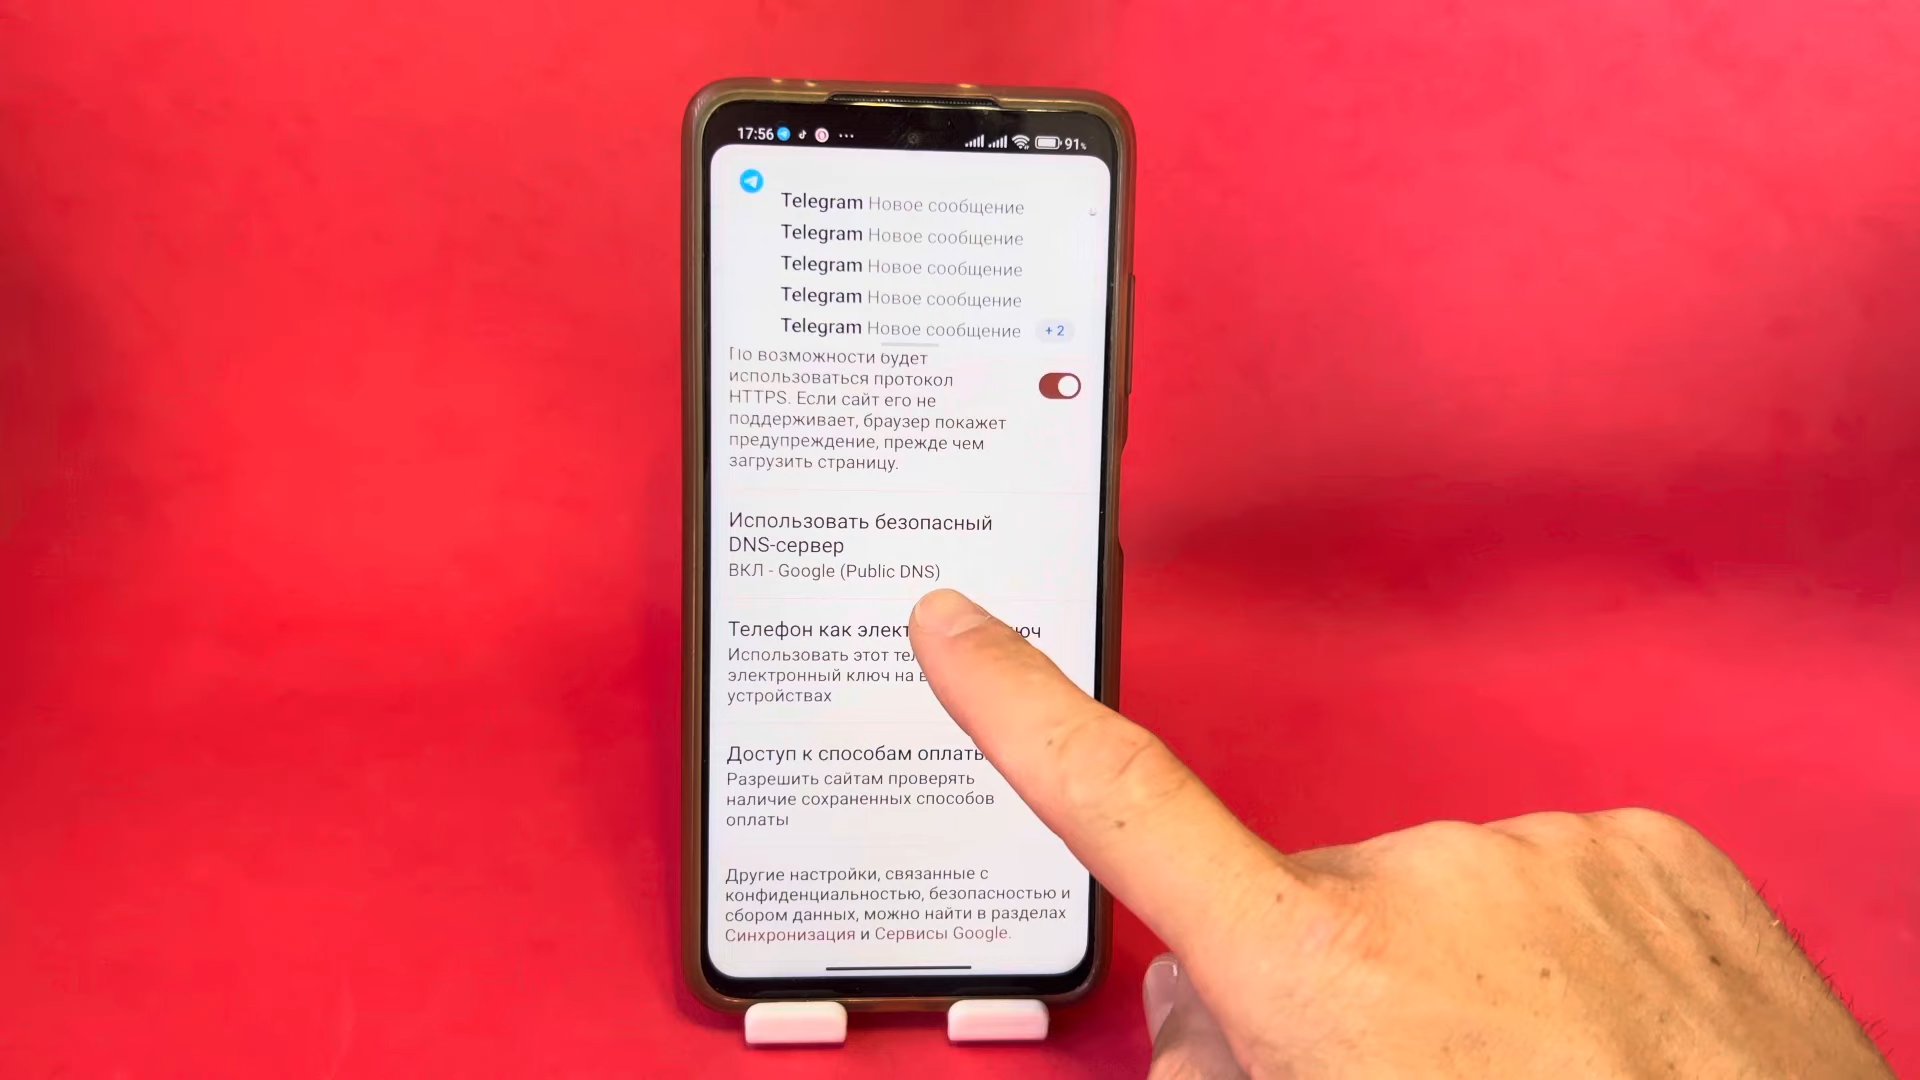 17:56
91%
Telegram Новое сообщение
Telegram Новое сообщение
Telegram Новое сообщение
Telegram Новое сообщение
Telegram Новое сообщение +2
По возможности будет
использоваться протокол
HTTPS. Если сайт его не
поддерживает, браузер покажет
предупреждение, прежде чем
загрузить страницу.
Использовать безопасный
DNS-сервер
ВКЛ - Google (Public DNS)
Телефон как
Использовать этот
электронный ключ на
устройствах
Доступ к способам оплаты
Разрешить сайтам проверять
наличие сохраненных способов
оплаты
Другие настройки, связанные с
конфиденциальностью, безопасностью и
сбором данных, можно найти в разделах
Синхронизация и Сервисы Google.